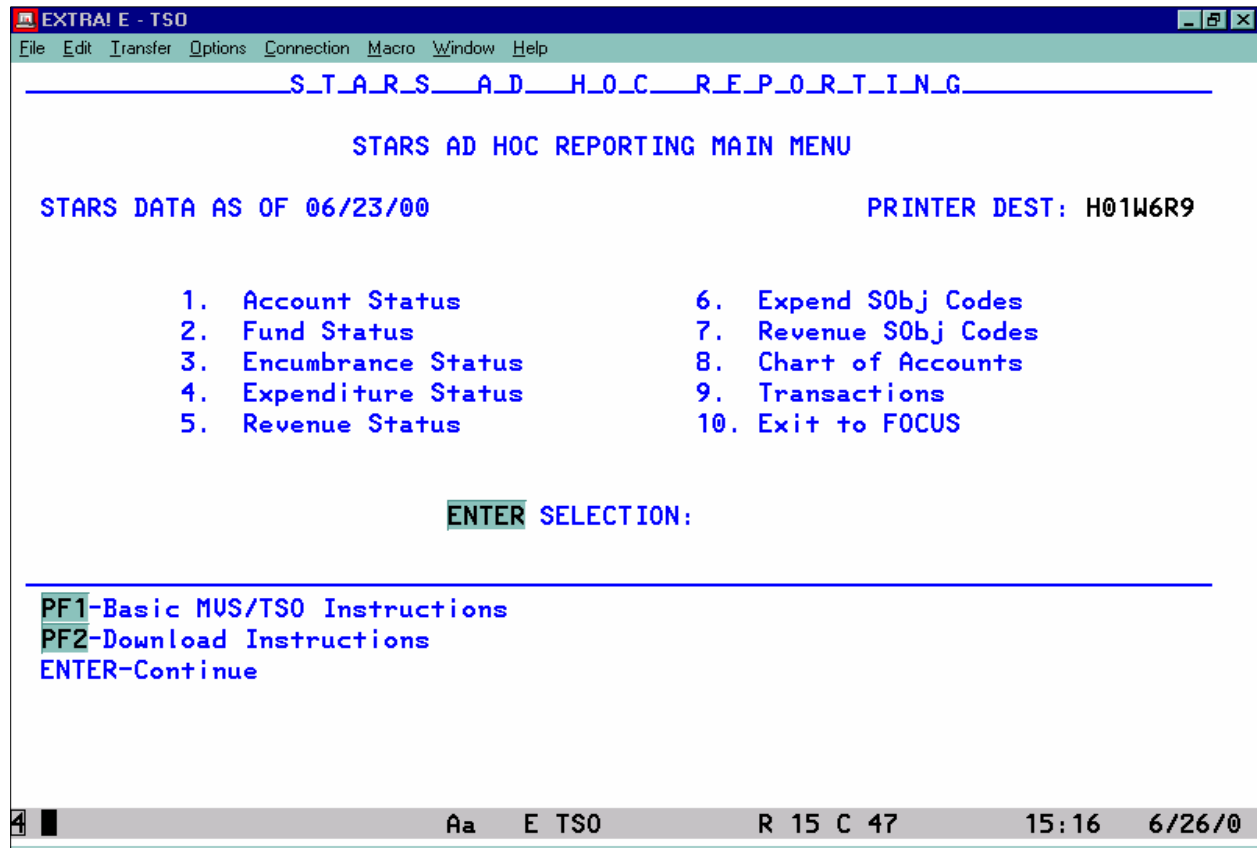 EXTRA! E - TSO
File Edit Transfer Options Connection Macro Window Help
S_T_A_R_S___A_D___H_O_C___R_E_P_O_R_T_I_N_G
STARS AD HOC REPORTING MAIN MENU
STARS DATA AS OF 06/23/00 PRINTER DEST: H01W6R9
1. Account Status 6. Expend SObj Codes
2. Fund Status 7. Revenue SObj Codes
3. Encumbrance Status 8. Chart of Accounts
4. Expenditure Status 9. Transactions
5. Revenue Status 10. Exit to FOCUS
ENTER SELECTION:
PF1-Basic MVS/TSO Instructions
PF2-Download Instructions
ENTER-Continue
4 Aa E TSO R 15 C 47 15:16 6/26/0